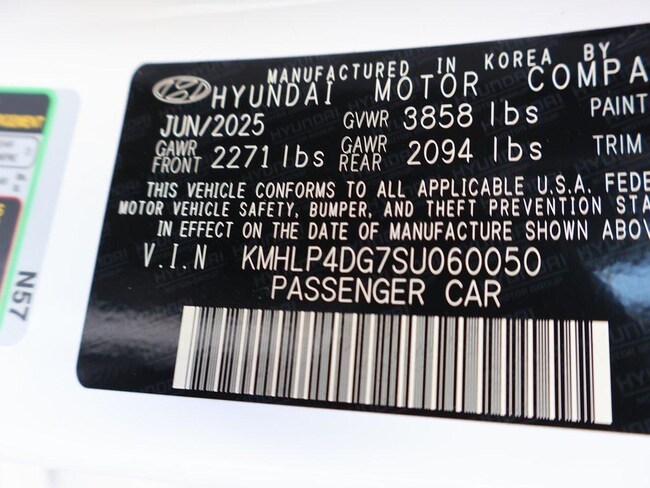 MANUFACTURED IN KOREA BY
HYUNDAI MOTOR COMPA
JUN/2025 GVWR 3858 lbs PAINT
GAWR FRONT 2271 lbs GAWR REAR 2094 lbs TRIM
THIS VEHICLE CONFORMS TO ALL APPLICABLE U.S.A. FEDE
MOTOR VEHICLE SAFETY, BUMPER, AND THEFT PREVENTION STA
IN EFFECT ON THE DATE OF MANUFACTURE SHOWN ABOV
V.I.N KMHLP4DG7SU060050
PASSENGER CAR
N57